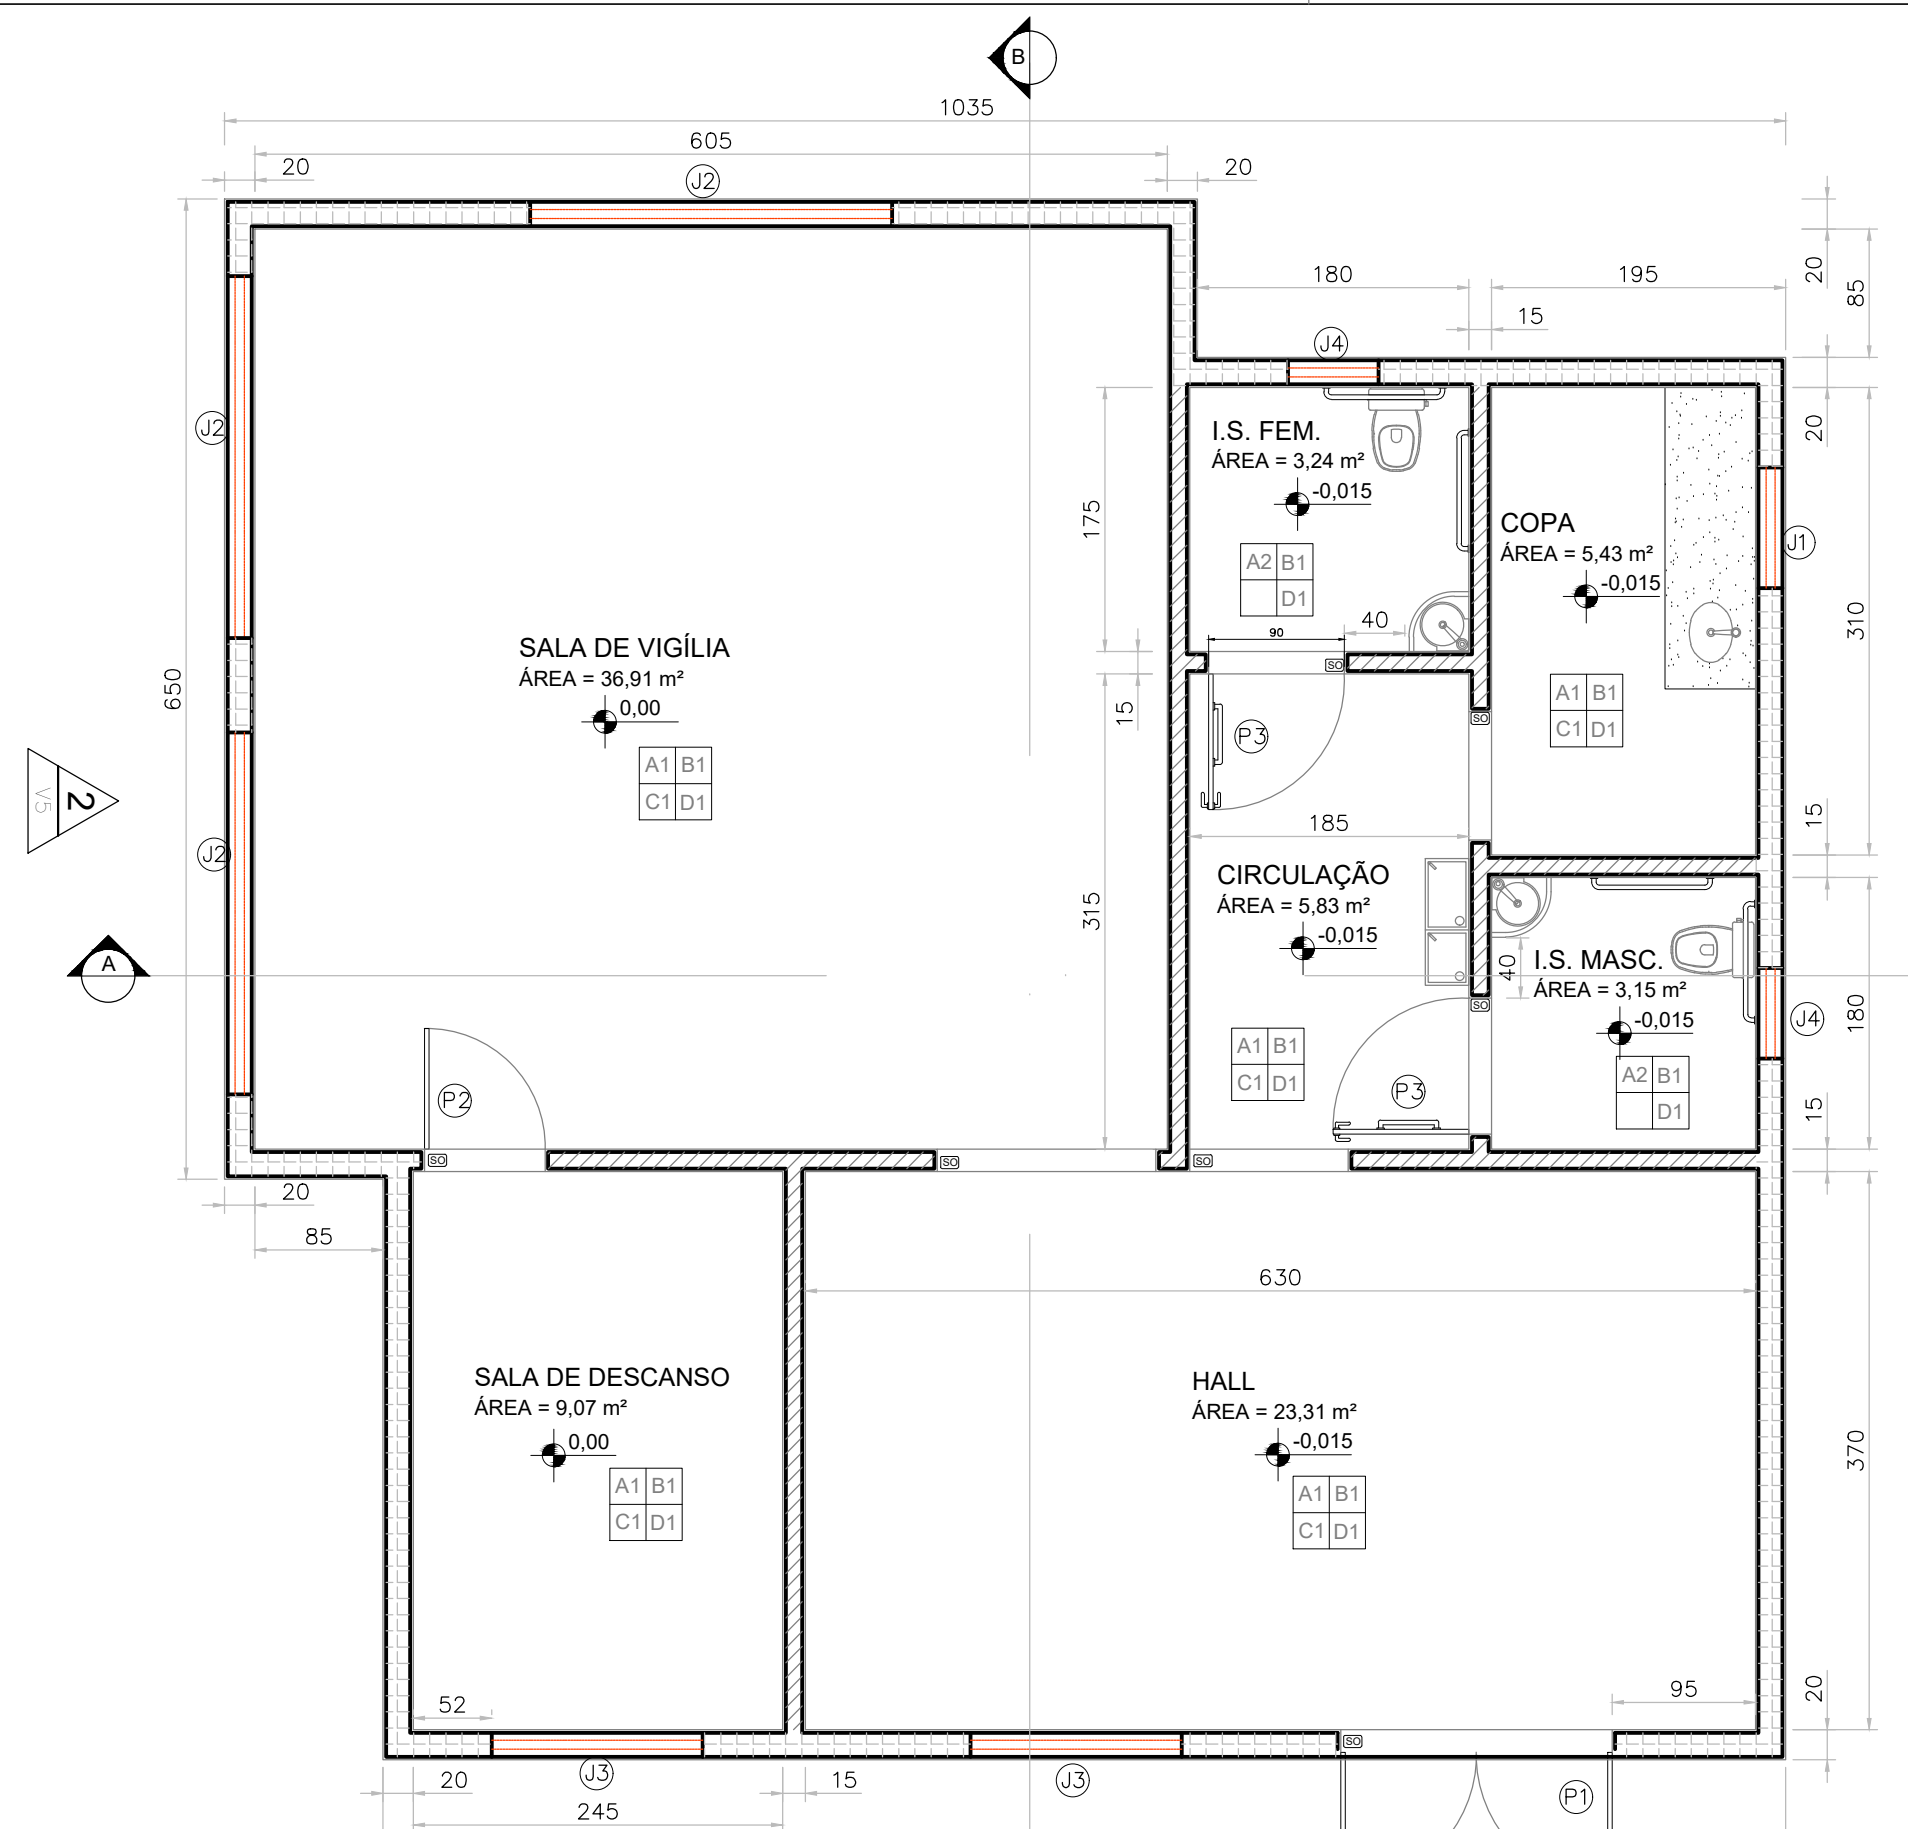 B
1035
605
20
J2
20
180
195
15
20
85
J4
J2
I.S. FEM.
ÁREA = 3,24 m²
-0,015
A2 B1
D1
175
20
COPA
ÁREA = 5,43 m²
-0,015
J1
310
40
90
SO
SALA DE VIGÍLIA
ÁREA = 36,91 m²
0,00
650
A1 B1
C1 D1
A1 B1
C1 D1
15
SO
P3
2
V5
J2
185
15
CIRCULAÇÃO
ÁREA = 5,83 m²
-0,015
315
A
40
I.S. MASC.
ÁREA = 3,15 m²
-0,015
SO
J4
180
A1 B1
C1 D1
A2 B1
D1
P2
P3
15
SO
SO
SO
20
85
630
SALA DE DESCANSO
ÁREA = 9,07 m²
0,00
A1 B1
C1 D1
HALL
ÁREA = 23,31 m²
-0,015
A1 B1
C1 D1
370
52
95
20
SO
J3
J3
P1
20
15
245